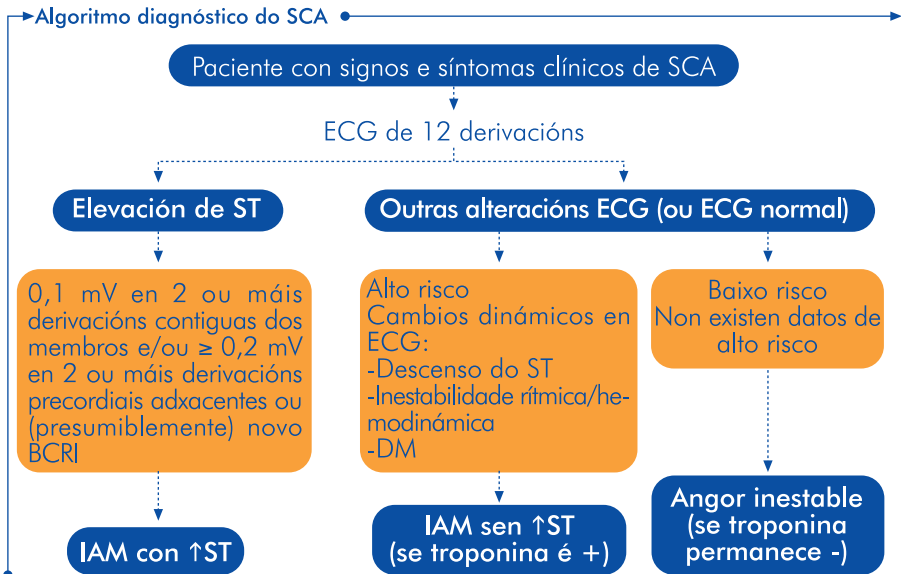 Algoritmo diagnóstico do SCA
Paciente con signos e síntomas clínicos de SCA
ECG de 12 derivacións
Elevación de ST
Outras alteracións ECG (ou ECG normal)
0,1 mV en 2 ou máis
derivacións contiguas dos
membros e/ou ≥ 0,2 mV
en 2 ou máis derivacións
precordiais adxacentes ou
(presumiblemente) novo
BCRI
Alto risco
Cambios dinámicos en
ECG:
-Descenso do ST
-Inestabilidade rítmica/he-
modinámica
-DM
Baixo risco
Non existen datos de
alto risco
IAM con ↑ST
IAM sen ↑ST
(se troponina é +)
Angor inestable
(se troponina
permanece -)